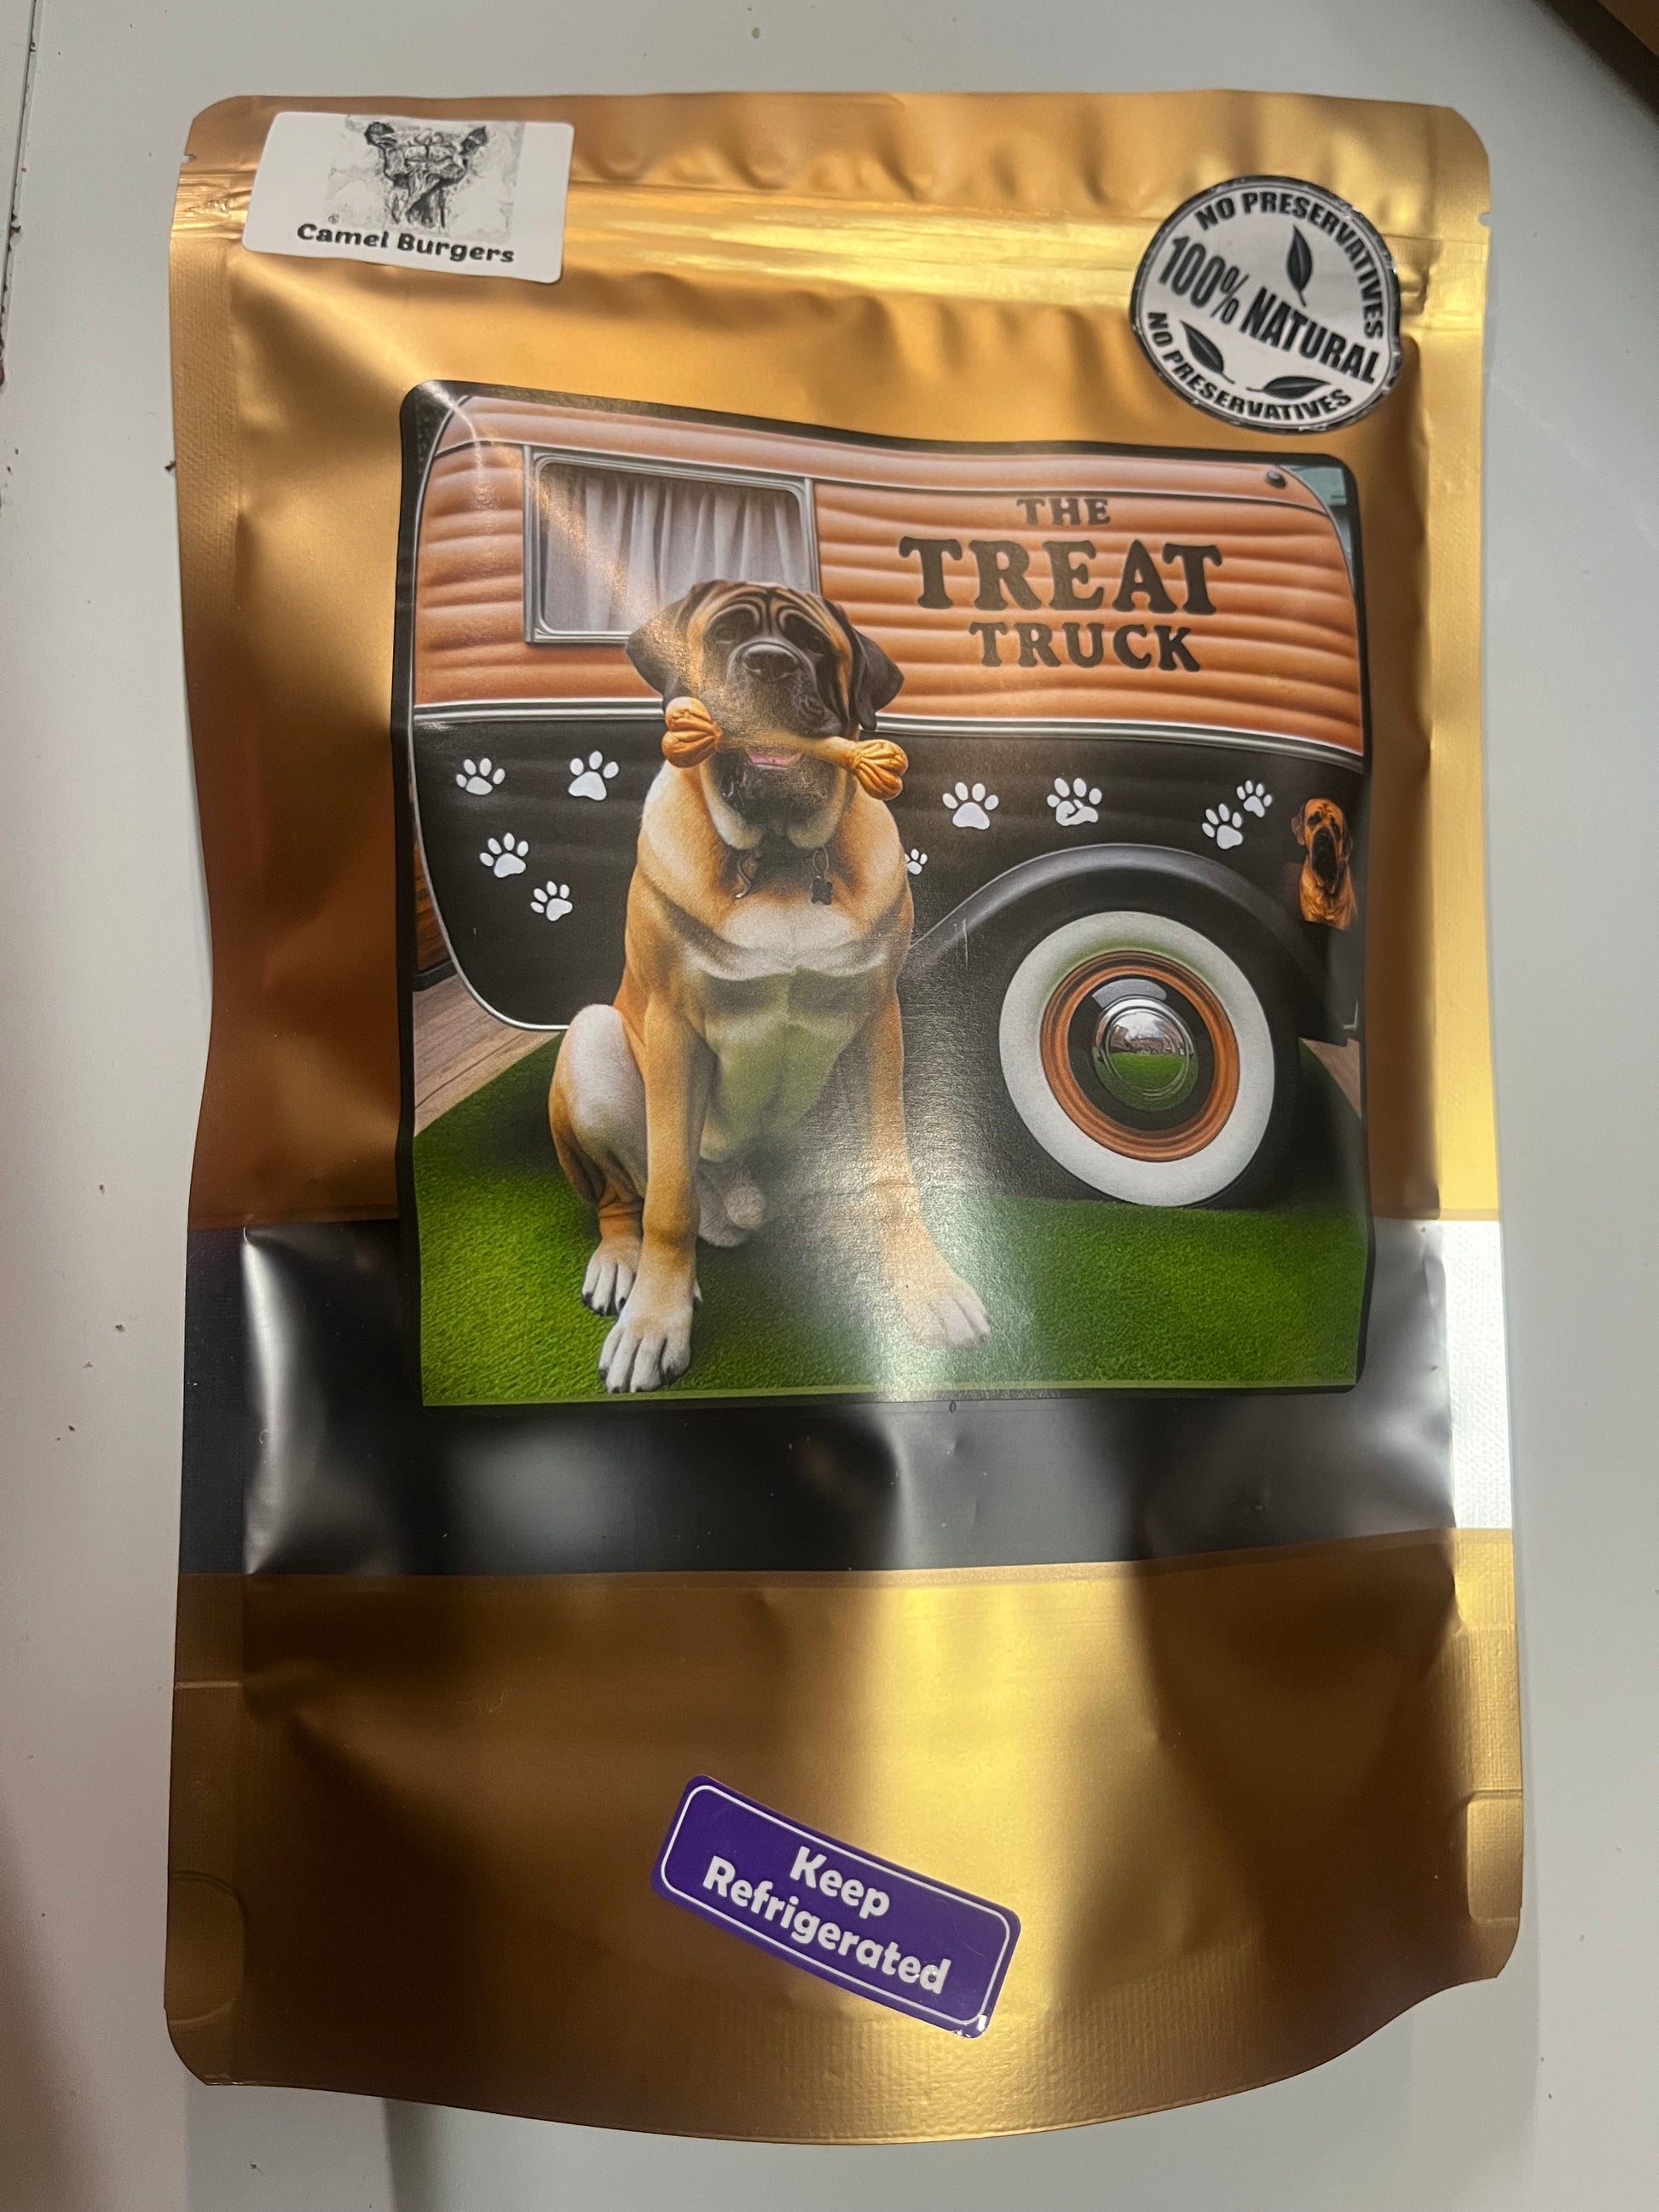 Camel Burgers
NO PRESERVATIVES
100% NATURAL
NO PRESERVATIVES
THE
TREAT
TRUCK
Keep
Refrigerated